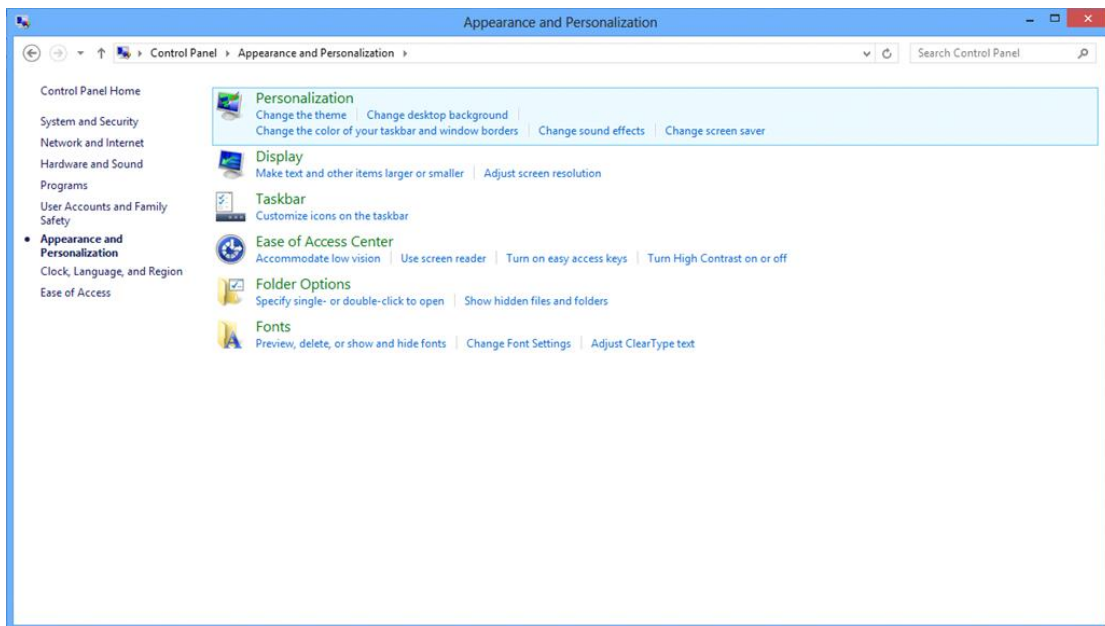 Appearance and Personalization
Control Panel Appearance and Personalization
Search Control Panel
Control Panel Home
System and Security
Network and Internet
Hardware and Sound
Programs
User Accounts and Family
Safety
Appearance and
Personalization
Clock, Language, and Region
Ease of Access
Personalization
Change the theme Change desktop background
Change the color of your taskbar and window borders Change sound effects Change screen saver
Display
Make text and other items larger or smaller Adjust screen resolution
Taskbar
Customize icons on the taskbar
Ease of Access Center
Accommodate low vision Use screen reader Turn on easy access keys Turn High Contrast on or off
Folder Options
Specify single- or double-click to open Show hidden files and folders
Fonts
Preview, delete, or show and hide fonts Change Font Settings Adjust ClearType text